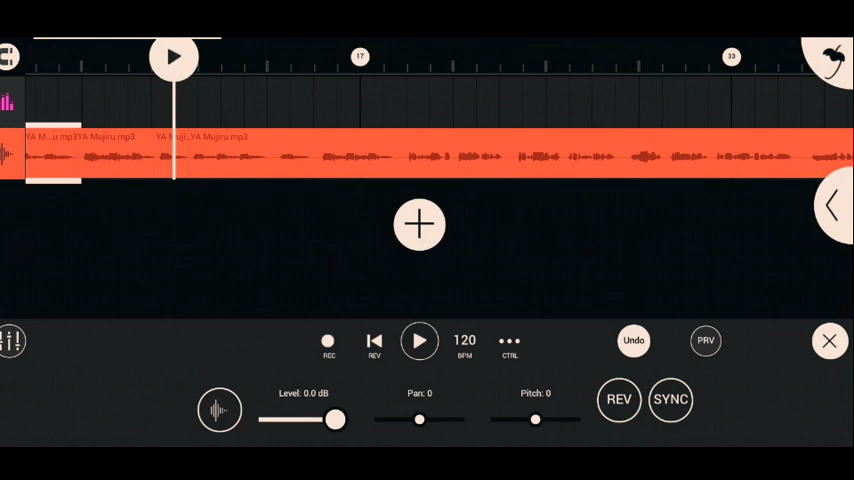 17
33
YA M...u.mp3YA Mujiru.mp3
YA Muji..YA Mujiru.mp3
120
REC
REV
BPM
CTRL
Undo
PRV
Level: 0.0 dB
Pan: 0
Pitch: 0
REV
SYNC